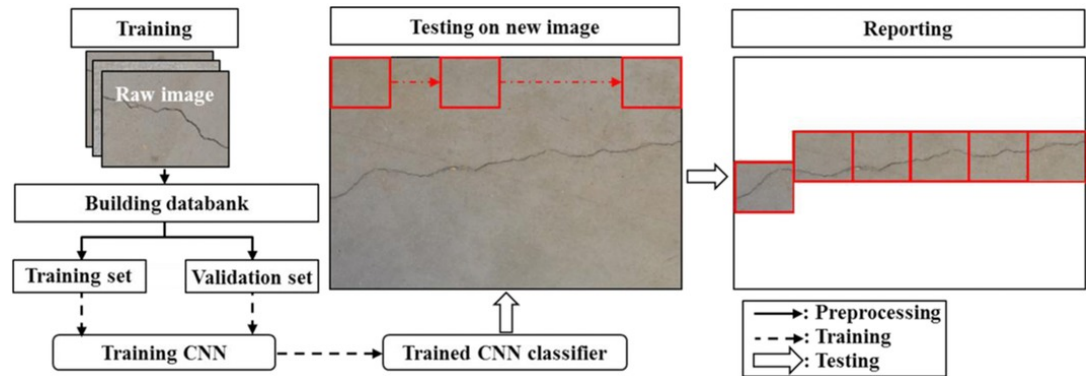 Training
Testing on new image
Reporting
Raw image
Building databank
Training set
Validation set
Training CNN
Trained CNN classifier
: Preprocessing
: Training
: Testing